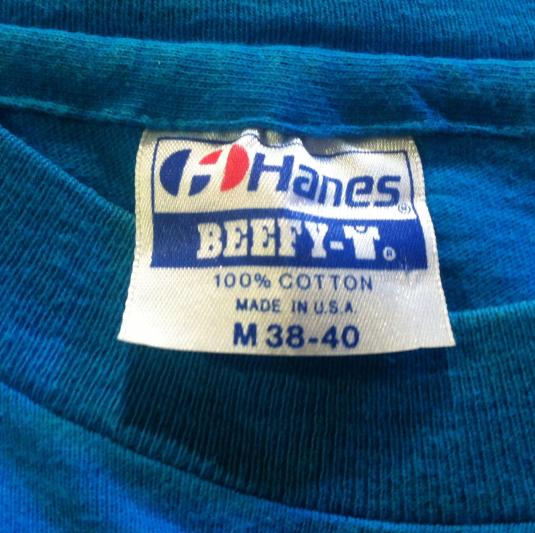 Hanes®
BEEFY-T®
100% COTTON
MADE IN U.S.A.
M 38-40